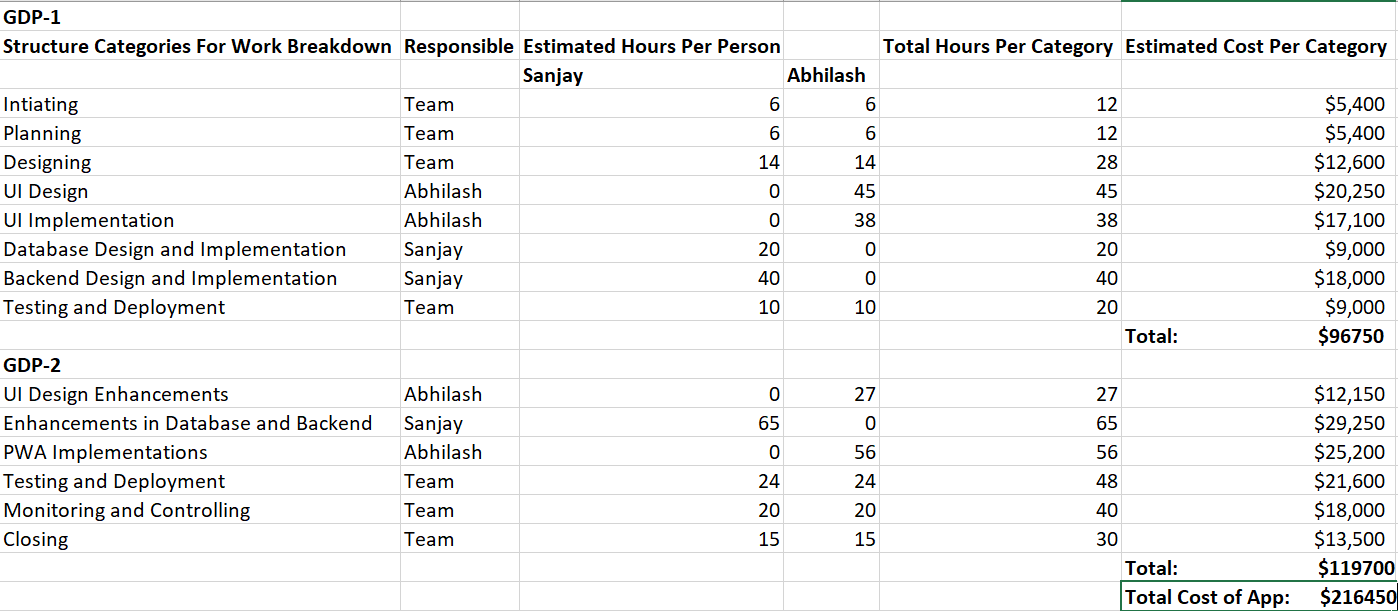 GDP-1
Structure Categories For Work Breakdown Responsible Estimated Hours Per Person Total Hours Per Category Estimated Cost Per Category
Sanjay Abhilash
Intiating Team 6 6 12 $5,400
Planning Team 6 6 12 $5,400
Designing Team 14 14 28 $12,600
UI Design Abhilash 0 45 45 $20,250
UI Implementation Abhilash 0 38 38 $17,100
Database Design and Implementation Sanjay 20 0 20 $9,000
Backend Design and Implementation Sanjay 40 0 40 $18,000
Testing and Deployment Team 10 10 20 $9,000
Total: $96750
GDP-2
UI Design Enhancements Abhilash 0 27 27 $12,150
Enhancements in Database and Backend Sanjay 65 0 65 $29,250
PWA Implementations Abhilash 0 56 56 $25,200
Testing and Deployment Team 24 24 48 $21,600
Monitoring and Controlling Team 20 20 40 $18,000
Closing Team 15 15 30 $13,500
Total: $119700
Total Cost of App: $216450